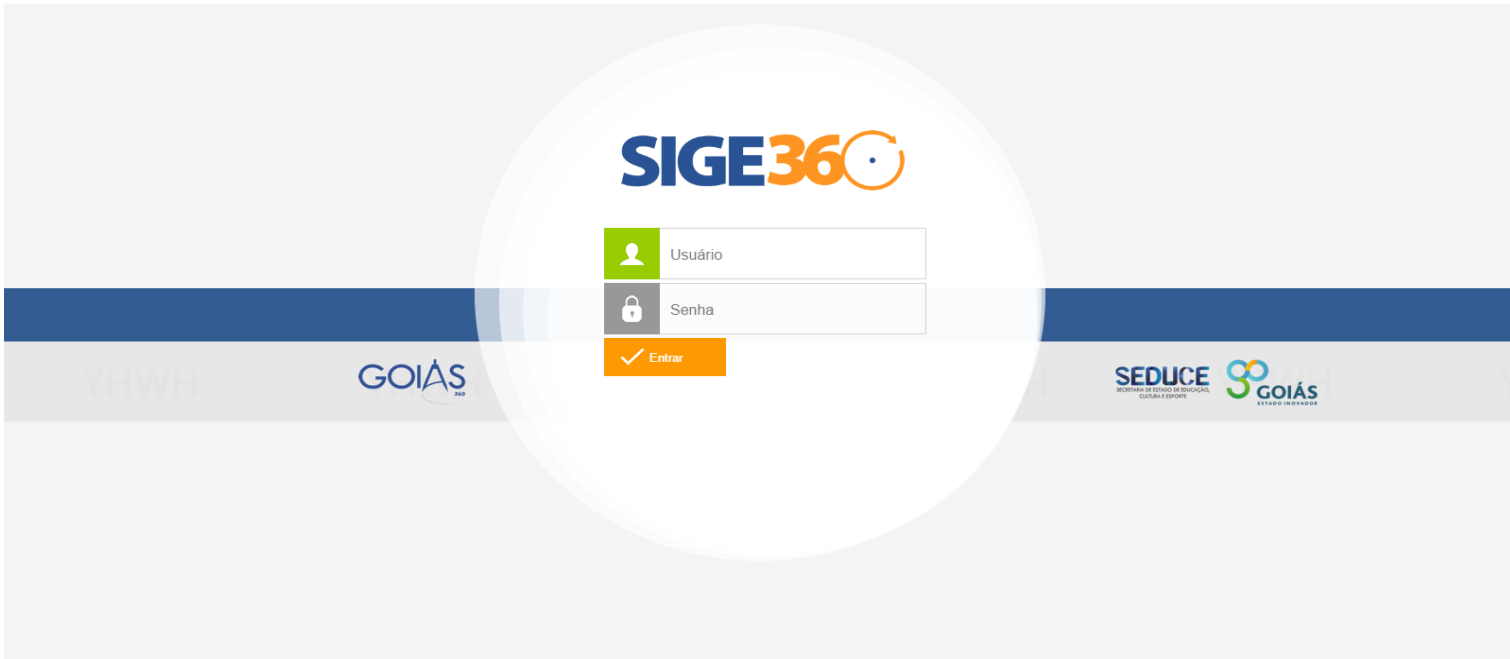 SIGE360
Usuário
Senha
Entrar
YHWH
GOIÁS
360
H
H
SEDUCE
SECRETARIA DE ESTADO DE EDUCAÇÃO,
CULTURA E ESPORTE
GOIÁS
ESTADO INOVADOR
H